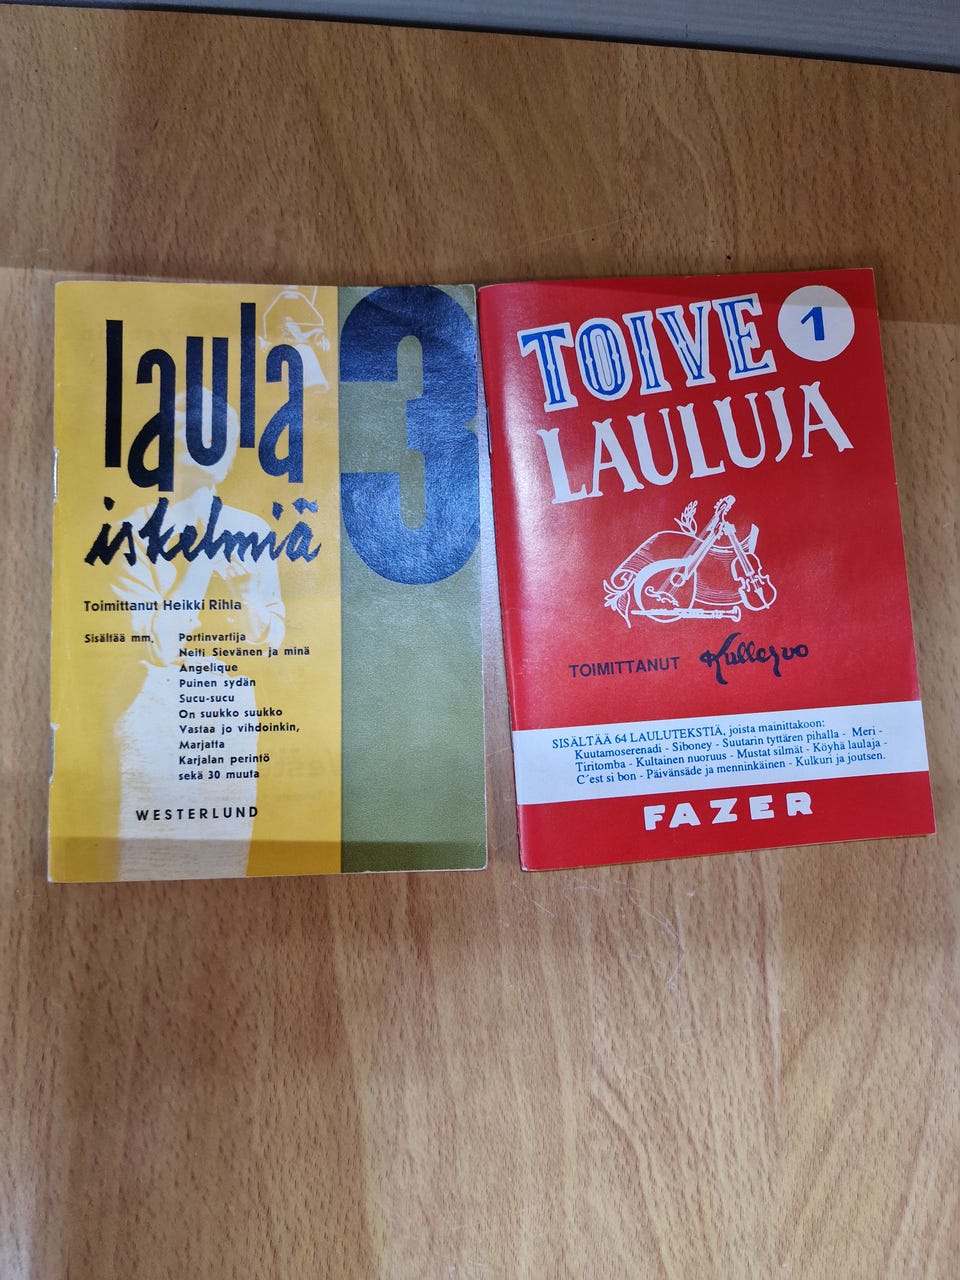 laula
iskelmiä
3
Toimittanut Heikki Rihla
Sisältää mm. Portinvartija
Neiti Sievänen ja minä
Angelique
Puinen sydän
Sucu-sucu
On suukko suukko
Vastaa jo vihdoinkin,
Marjatta
Karjalan perintö
sekä 30 muuta
WESTERLUND
TOIVE 1
LAULUJA
TOIMITTANUT Kullervo
SISÄLTÄÄ 64 LAULUTEKSTIÄ, joista mainittakoon:
Kuutamoserenadi - Siboney - Suutarin tyttären pihalla - Meri -
Tiritomba - Kultainen nuoruus - Mustat silmät - Köyhä laulaja -
C'est si bon - Päivänsäde ja menninkäinen - Kulkuri ja joutsen.
FAZER